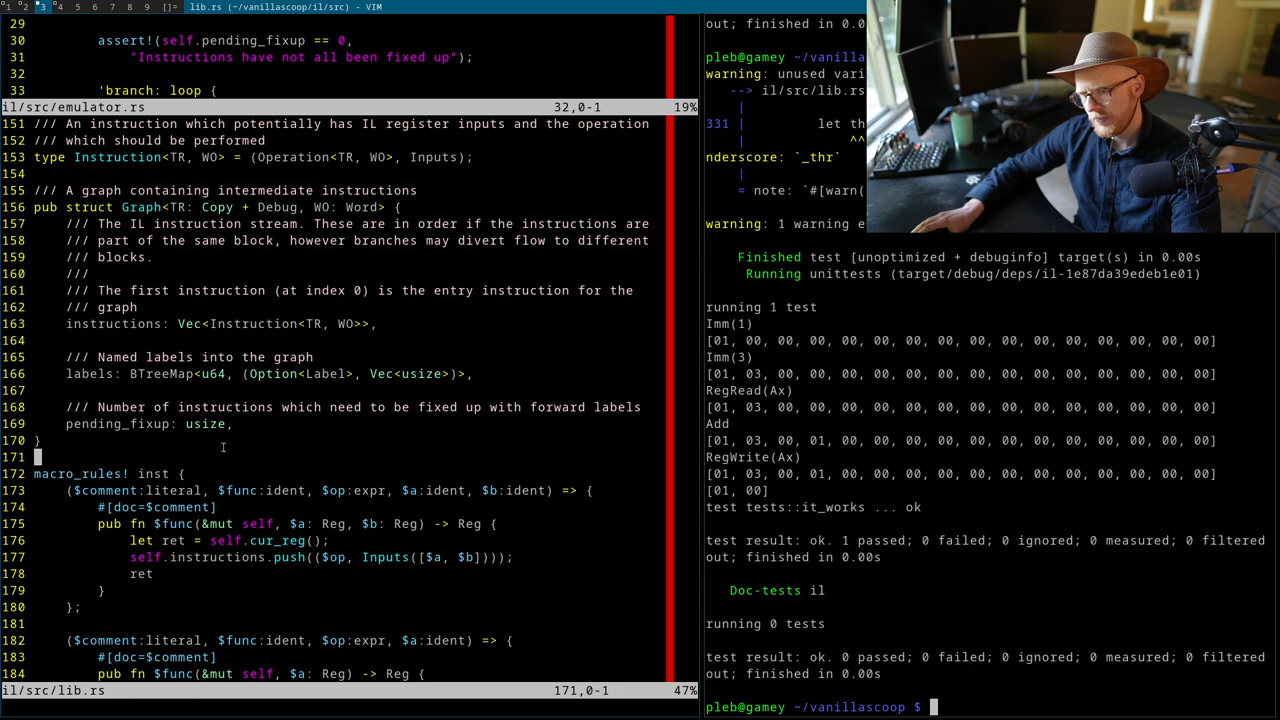 1 2 3 4 5 6 7 8 9 []= lib.rs (~/vanillascoop/il/src) - VIM
29
30 assert!(self.pending_fixup == 0,
31 "Instructions have not all been fixed up");
32
33 'branch: loop {
il/src/emulator.rs 32,0-1 19%
151 /// An instruction which potentially has IL register inputs and the operation
152 /// which should be performed
153 type Instruction<TR, WO> = (Operation<TR, WO>, Inputs);
154
155 /// A graph containing intermediate instructions
156 pub struct Graph<TR: Copy + Debug, WO: Word> {
157 /// The IL instruction stream. These are in order if the instructions are
158 /// part of the same block, however branches may divert flow to different
159 /// blocks.
160 ///
161 /// The first instruction (at index 0) is the entry instruction for the
162 /// graph
163 instructions: Vec<Instruction<TR, WO>>,
164
165 /// Named labels into the graph
166 labels: BTreeMap<u64, (Option<Label>, Vec<usize>)>,
167
168 /// Number of instructions which need to be fixed up with forward labels
169 pending_fixup: usize,
170 }
171
172 macro_rules! inst {
173 ($comment:literal, $func:ident, $op:expr, $a:ident, $b:ident) => {
174 #[doc=$comment]
175 pub fn $func(&mut self, $a: Reg, $b: Reg) -> Reg {
176 let ret = self.cur_reg();
177 self.instructions.push(($op, Inputs([$a, $b])));
178 ret
179 }
180 };
181
182 ($comment:literal, $func:ident, $op:expr, $a:ident) => {
183 #[doc=$comment]
184 pub fn $func(&mut self, $a: Reg) -> Reg {
il/src/lib.rs 171,0-1 47%
out; finished in 0.0
pleb@gamey ~/vanilla
warning: unused vari
--> il/src/lib.rs
|
331 | let th
| ^^
nderscore: `_thr`
|
= note: `#[warn(
warning: 1 warning e
Finished test [unoptimized + debuginfo] target(s) in 0.00s
Running unittests (target/debug/deps/il-1e87da39edeb1e01)
running 1 test
Imm(1)
[01, 00, 00, 00, 00, 00, 00, 00, 00, 00, 00, 00, 00, 00, 00, 00]
Imm(3)
[01, 03, 00, 00, 00, 00, 00, 00, 00, 00, 00, 00, 00, 00, 00, 00]
RegRead(Ax)
[01, 03, 00, 00, 00, 00, 00, 00, 00, 00, 00, 00, 00, 00, 00, 00]
Add
[01, 03, 00, 01, 00, 00, 00, 00, 00, 00, 00, 00, 00, 00, 00, 00]
RegWrite(Ax)
[01, 03, 00, 01, 00, 00, 00, 00, 00, 00, 00, 00, 00, 00, 00, 00]
[01, 00]
test tests::it_works ... ok
test result: ok. 1 passed; 0 failed; 0 ignored; 0 measured; 0 filtered
out; finished in 0.00s
Doc-tests il
running 0 tests
test result: ok. 0 passed; 0 failed; 0 ignored; 0 measured; 0 filtered
out; finished in 0.00s
pleb@gamey ~/vanillascoop $